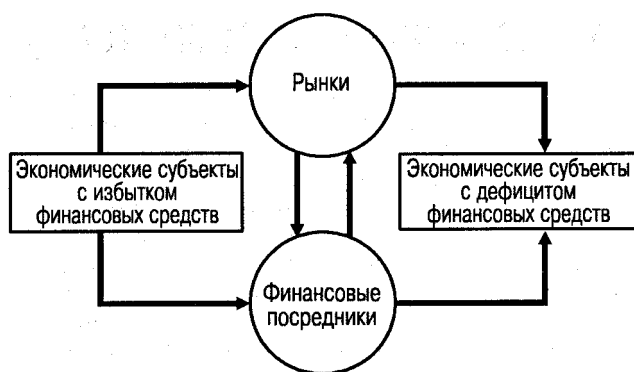 Рынки
Экономические субъекты
с избытком
финансовых средств
Экономические субъекты
с дефицитом
финансовых средств
Финансовые
посредники